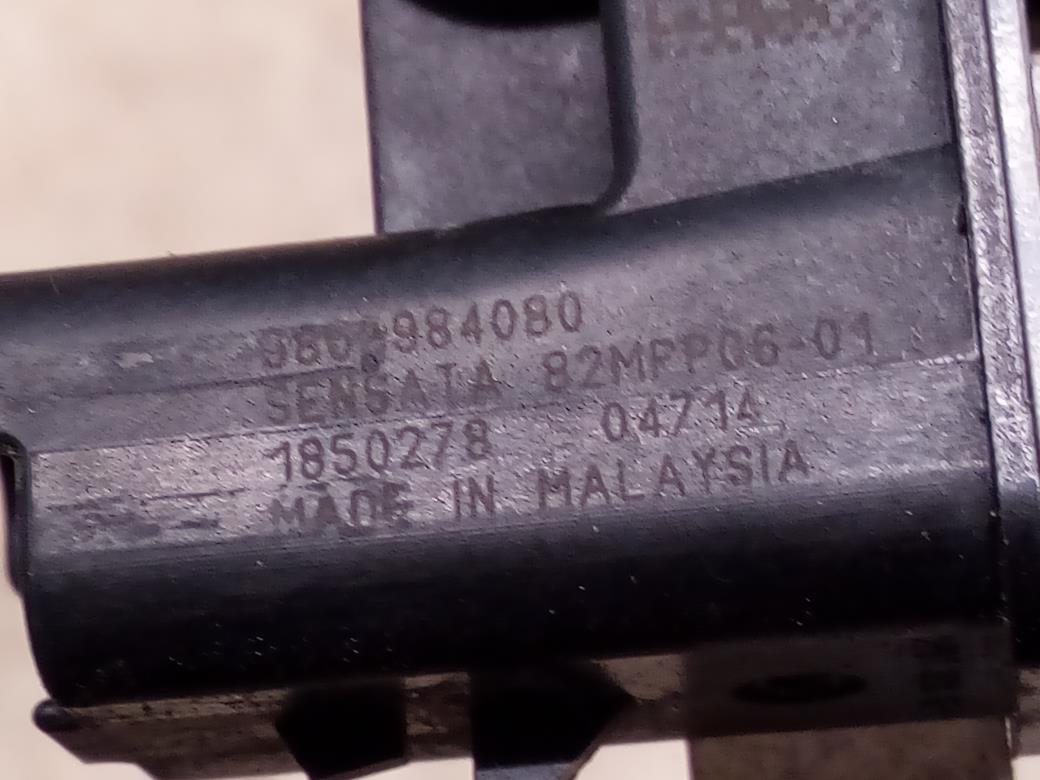 SENSATA 82MPP06-01
1850278 04714
MADE IN MALAYSIA